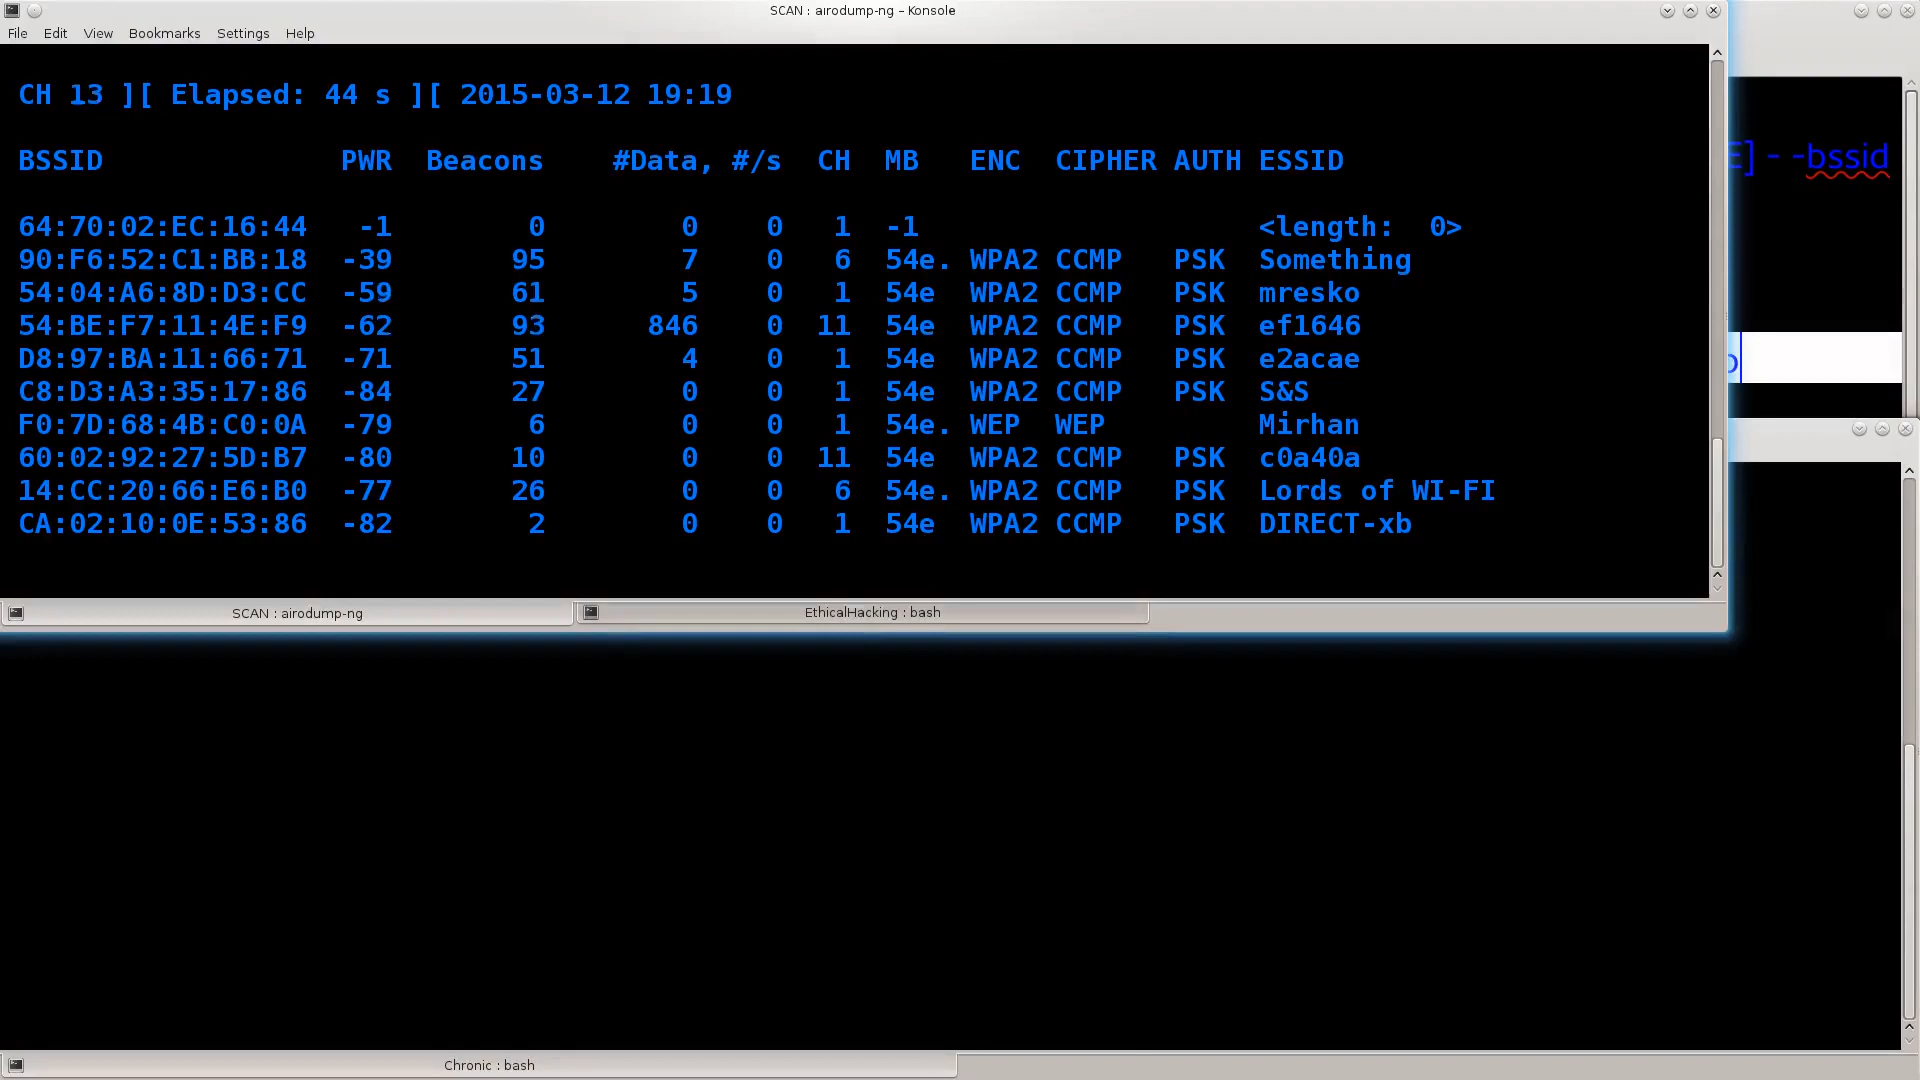 SCAN : airodump-ng – Konsole
File Edit View Bookmarks Settings Help
CH 13 ][ Elapsed: 44 s ][ 2015-03-12 19:19
BSSID PWR Beacons #Data, #/s CH MB ENC CIPHER AUTH ESSID
64:70:02:EC:16:44 -1 0 0 0 1 -1 <length: 0>
90:F6:52:C1:BB:18 -39 95 7 0 6 54e. WPA2 CCMP PSK Something
54:04:A6:8D:D3:CC -59 61 5 0 1 54e WPA2 CCMP PSK mresko
54:BE:F7:11:4E:F9 -62 93 846 0 11 54e WPA2 CCMP PSK ef1646
D8:97:BA:11:66:71 -71 51 4 0 1 54e WPA2 CCMP PSK e2acae
C8:D3:A3:35:17:86 -84 27 0 0 1 54e WPA2 CCMP PSK S&S
F0:7D:68:4B:C0:0A -79 6 0 0 1 54e. WEP WEP Mirhan
60:02:92:27:5D:B7 -80 10 0 0 11 54e WPA2 CCMP PSK c0a40a
14:CC:20:66:E6:B0 -77 26 0 0 6 54e. WPA2 CCMP PSK Lords of WI-FI
CA:02:10:0E:53:86 -82 2 0 0 1 54e WPA2 CCMP PSK DIRECT-xb
] - -bssid
SCAN : airodump-ng
EthicalHacking : bash
Chronic : bash